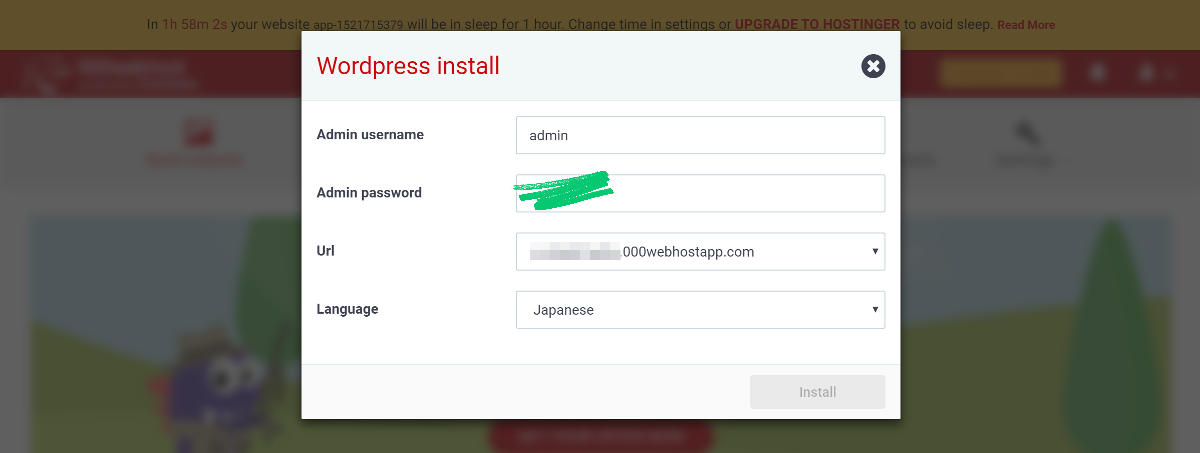 In 1h 58m 2s your website app-1521715379 will be in sleep for 1 hour. Change time in settings or UPGRADE TO HOSTINGER to avoid sleep. Read More
Wordpress install
Admin username
admin
Admin password
Url
.000webhostapp.com
Language
Japanese
Install